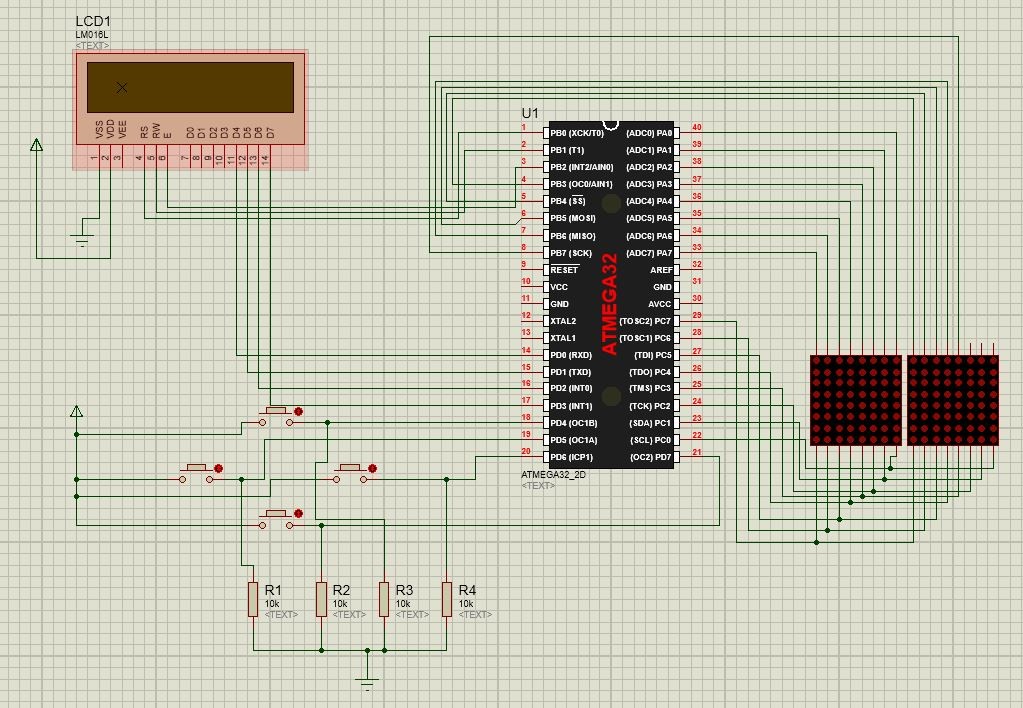 LCD1
LM016L
<TEXT>
VSS
VDD
VEE
RS
RW
E
D0
D1
D2
D3
D4
D5
D6
D7
1
2
3
4
5
6
7
8
9
10
11
12
13
14
U1
1 PB0 (XCK/T0) (ADC0) PA0 40
2 PB1 (T1) (ADC1) PA1 39
3 PB2 (INT2/AIN0) (ADC2) PA2 38
4 PB3 (OC0/AIN1) (ADC3) PA3 37
5 PB4 (SS) (ADC4) PA4 36
6 PB5 (MOSI) (ADC5) PA5 35
7 PB6 (MISO) (ADC6) PA6 34
8 PB7 (SCK) (ADC7) PA7 33
9 RESET AREF 32
10 VCC GND 31
11 GND AVCC 30
12 XTAL2 (TOSC2) PC7 29
13 XTAL1 (TOSC1) PC6 28
14 PD0 (RXD) (TDI) PC5 27
15 PD1 (TXD) (TDO) PC4 26
16 PD2 (INT0) (TMS) PC3 25
17 PD3 (INT1) (TCK) PC2 24
18 PD4 (OC1B) (SDA) PC1 23
19 PD5 (OC1A) (SCL) PC0 22
20 PD6 (ICP1) (OC2) PD7 21
ATMEGA32
ATMEGA32_2D
<TEXT>
R1
10k
<TEXT>
R2
10k
<TEXT>
R3
10k
<TEXT>
R4
10k
<TEXT>